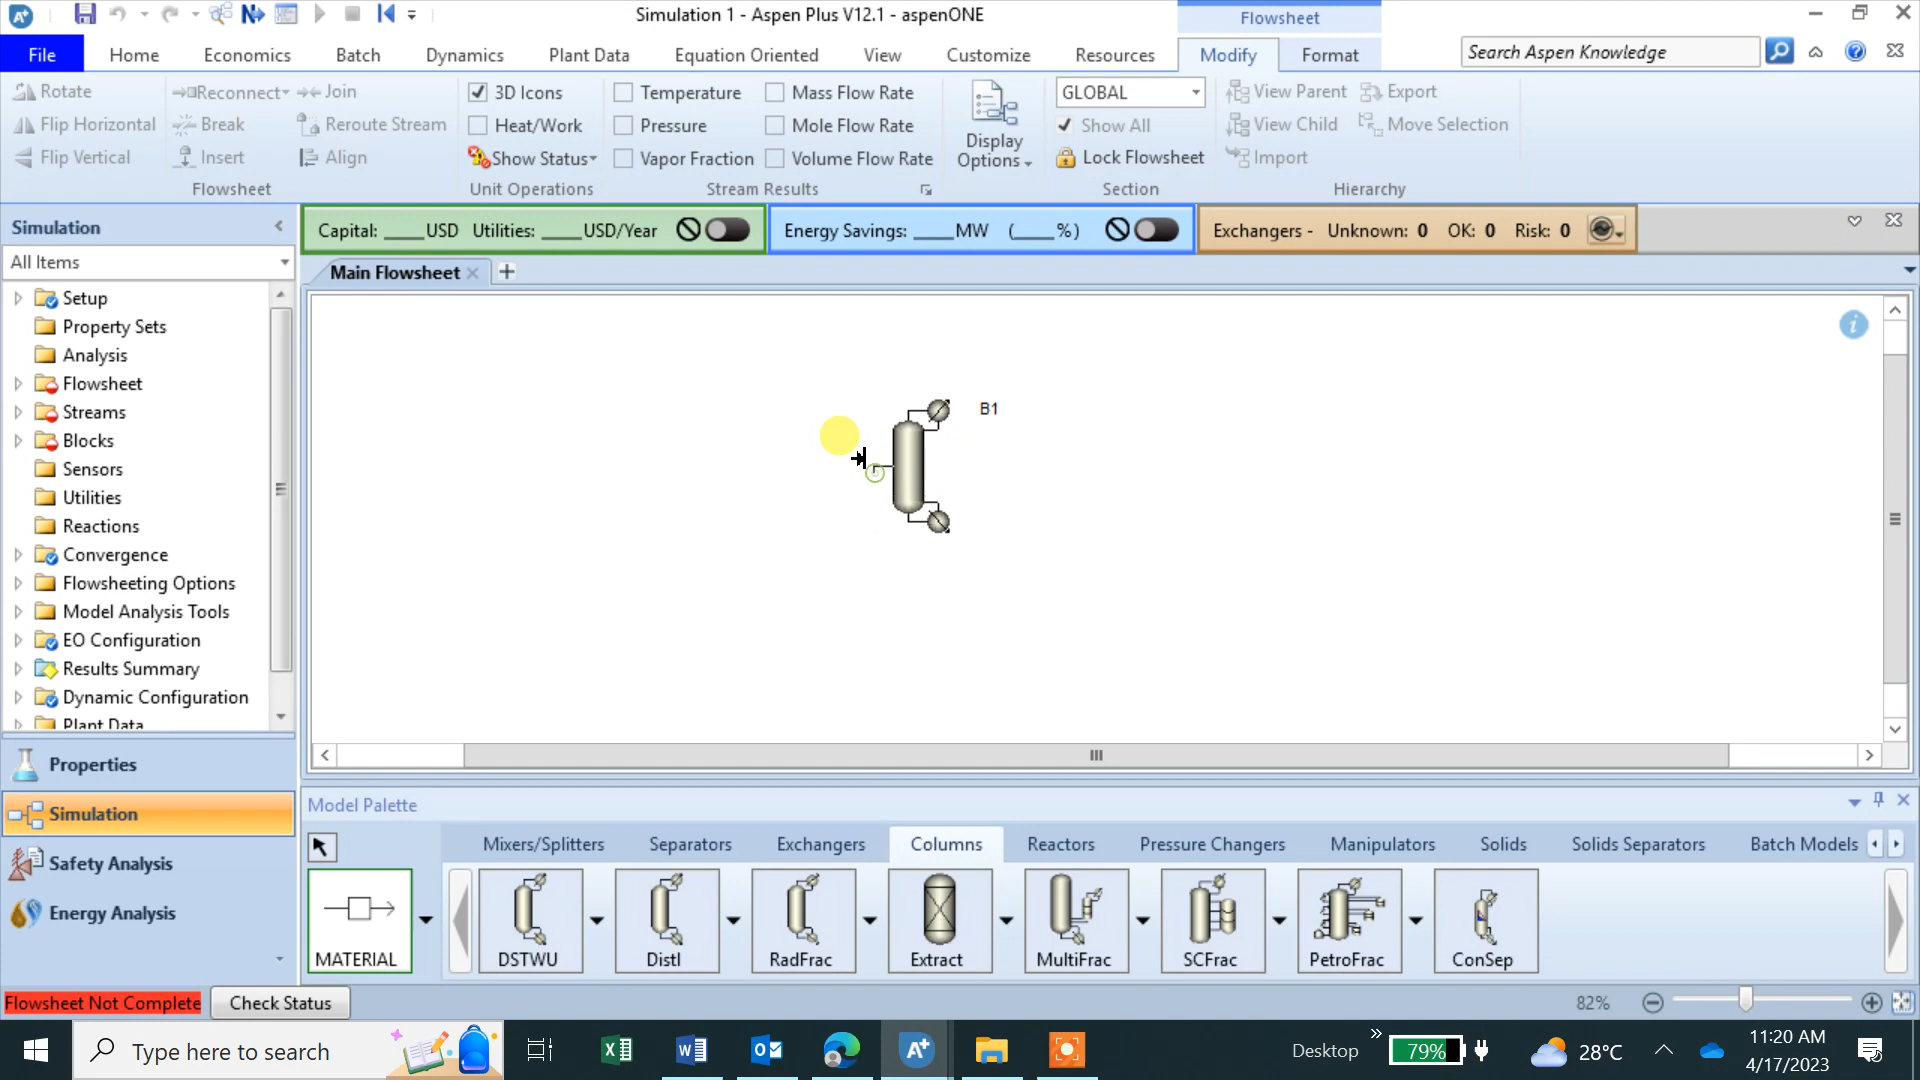 Simulation 1 - Aspen Plus V12.1 - aspenONE
Flowsheet
File
Home
Economics
Batch
Dynamics
Plant Data
Equation Oriented
View
Customize
Resources
Modify
Format
Search Aspen Knowledge
Rotate
Reconnect
Join
3D Icons
Temperature
Mass Flow Rate
GLOBAL
View Parent
Export
Flip Horizontal
Break
Reroute Stream
Heat/Work
Pressure
Mole Flow Rate
Display
Options
Show All
View Child
Move Selection
Flip Vertical
Insert
Align
Show Status
Vapor Fraction
Volume Flow Rate
Lock Flowsheet
Import
Flowsheet
Unit Operations
Stream Results
Section
Hierarchy
Simulation
Capital: ____USD Utilities: ____USD/Year
Energy Savings: ____MW (____%)
Exchangers - Unknown: 0 OK: 0 Risk: 0
All Items
Main Flowsheet
Setup
Property Sets
Analysis
Flowsheet
Streams
Blocks
Sensors
Utilities
Reactions
Convergence
Flowsheeting Options
Model Analysis Tools
EO Configuration
Results Summary
Dynamic Configuration
Plant Data
B1
Properties
Simulation
Safety Analysis
Energy Analysis
Model Palette
Mixers/Splitters
Separators
Exchangers
Columns
Reactors
Pressure Changers
Manipulators
Solids
Solids Separators
Batch Models
MATERIAL
DSTWU
Distl
RadFrac
Extract
MultiFrac
SCFrac
PetroFrac
ConSep
Flowsheet Not Complete
Check Status
82%
Type here to search
Desktop
79%
28°C
11:20 AM
4/17/2023